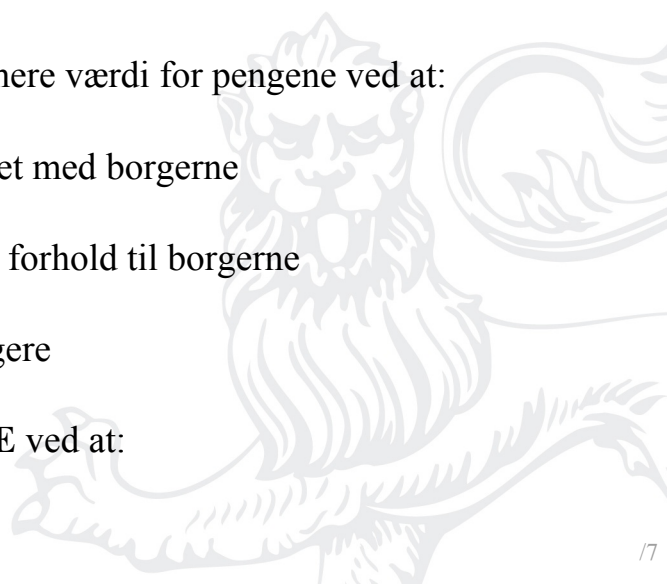 nere værdi for pengene ved at:
et med borgerne
forhold til borgerne
gere
E ved at:
/7